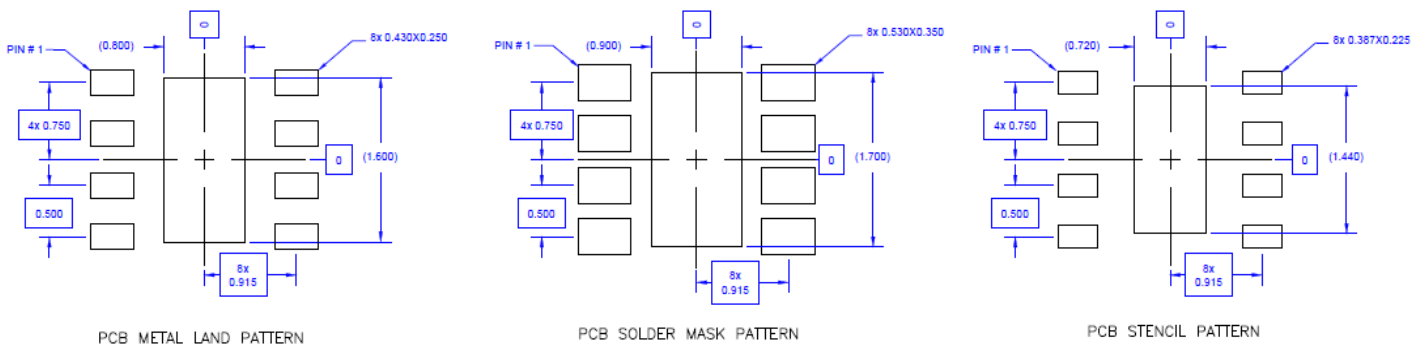 0
PIN # 1
(0.800)
8x 0.430X0.250
4x 0.750
0
(1.600)
0.500
8x
0.915
PCB METAL LAND PATTERN
0
PIN # 1
(0.900)
8x 0.530X0.350
4x 0.750
0
(1.700)
0.500
8x
0.915
PCB SOLDER MASK PATTERN
0
PIN # 1
(0.720)
8x 0.387X0.225
4x 0.750
0
(1.440)
0.500
8x
0.915
PCB STENCIL PATTERN